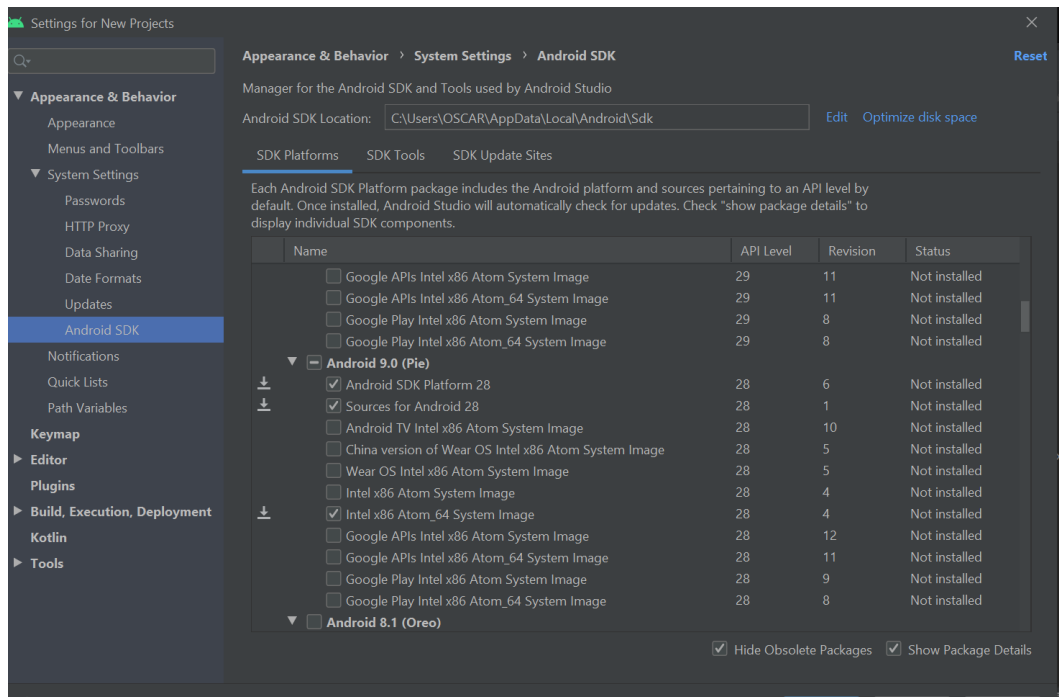 Settings for New Projects
Appearance & Behavior
Appearance
Menus and Toolbars
System Settings
Passwords
HTTP Proxy
Data Sharing
Date Formats
Updates
Android SDK
Notifications
Quick Lists
Path Variables
Keymap
Editor
Plugins
Build, Execution, Deployment
Kotlin
Tools
Appearance & Behavior › System Settings › Android SDK Reset
Manager for the Android SDK and Tools used by Android Studio
Android SDK Location: C:\Users\OSCAR\AppData\Local\Android\Sdk Edit Optimize disk space
SDK Platforms SDK Tools SDK Update Sites
Each Android SDK Platform package includes the Android platform and sources pertaining to an API level by
default. Once installed, Android Studio will automatically check for updates. Check "show package details" to
display individual SDK components.
Name API Level Revision Status
Google APIs Intel x86 Atom System Image 29 11 Not installed
Google APIs Intel x86 Atom_64 System Image 29 11 Not installed
Google Play Intel x86 Atom System Image 29 8 Not installed
Google Play Intel x86 Atom_64 System Image 29 8 Not installed
Android 9.0 (Pie)
Android SDK Platform 28 28 6 Not installed
Sources for Android 28 28 1 Not installed
Android TV Intel x86 Atom System Image 28 10 Not installed
China version of Wear OS Intel x86 Atom System Image 28 5 Not installed
Wear OS Intel x86 Atom System Image 28 5 Not installed
Intel x86 Atom System Image 28 4 Not installed
Intel x86 Atom_64 System Image 28 4 Not installed
Google APIs Intel x86 Atom System Image 28 12 Not installed
Google APIs Intel x86 Atom_64 System Image 28 11 Not installed
Google Play Intel x86 Atom System Image 28 9 Not installed
Google Play Intel x86 Atom_64 System Image 28 8 Not installed
Android 8.1 (Oreo)
Hide Obsolete Packages Show Package Details